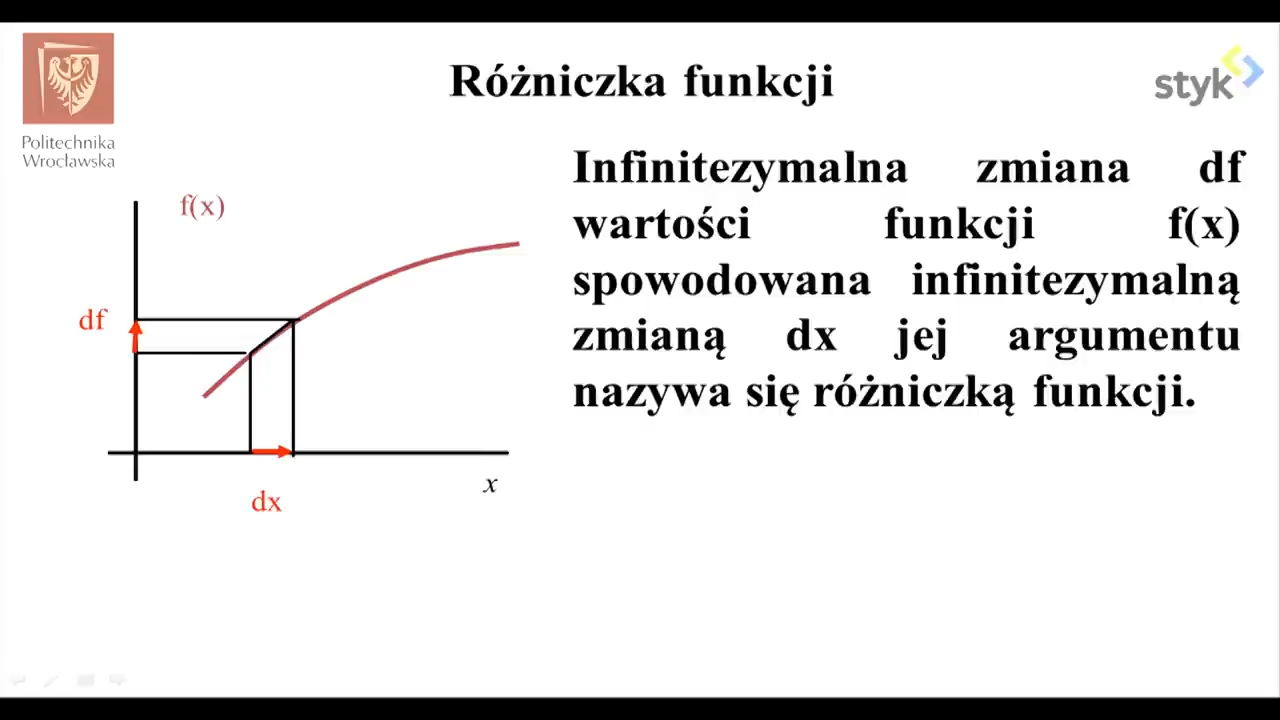 Różniczka funkcji
styk
Politechnika
Wrocławska
Infinitezymalna zmiana df
wartości funkcji f(x)
spowodowana infinitezymalną
zmianą dx jej argumentu
nazywa się różniczką funkcji.
f(x)
df
dx
x